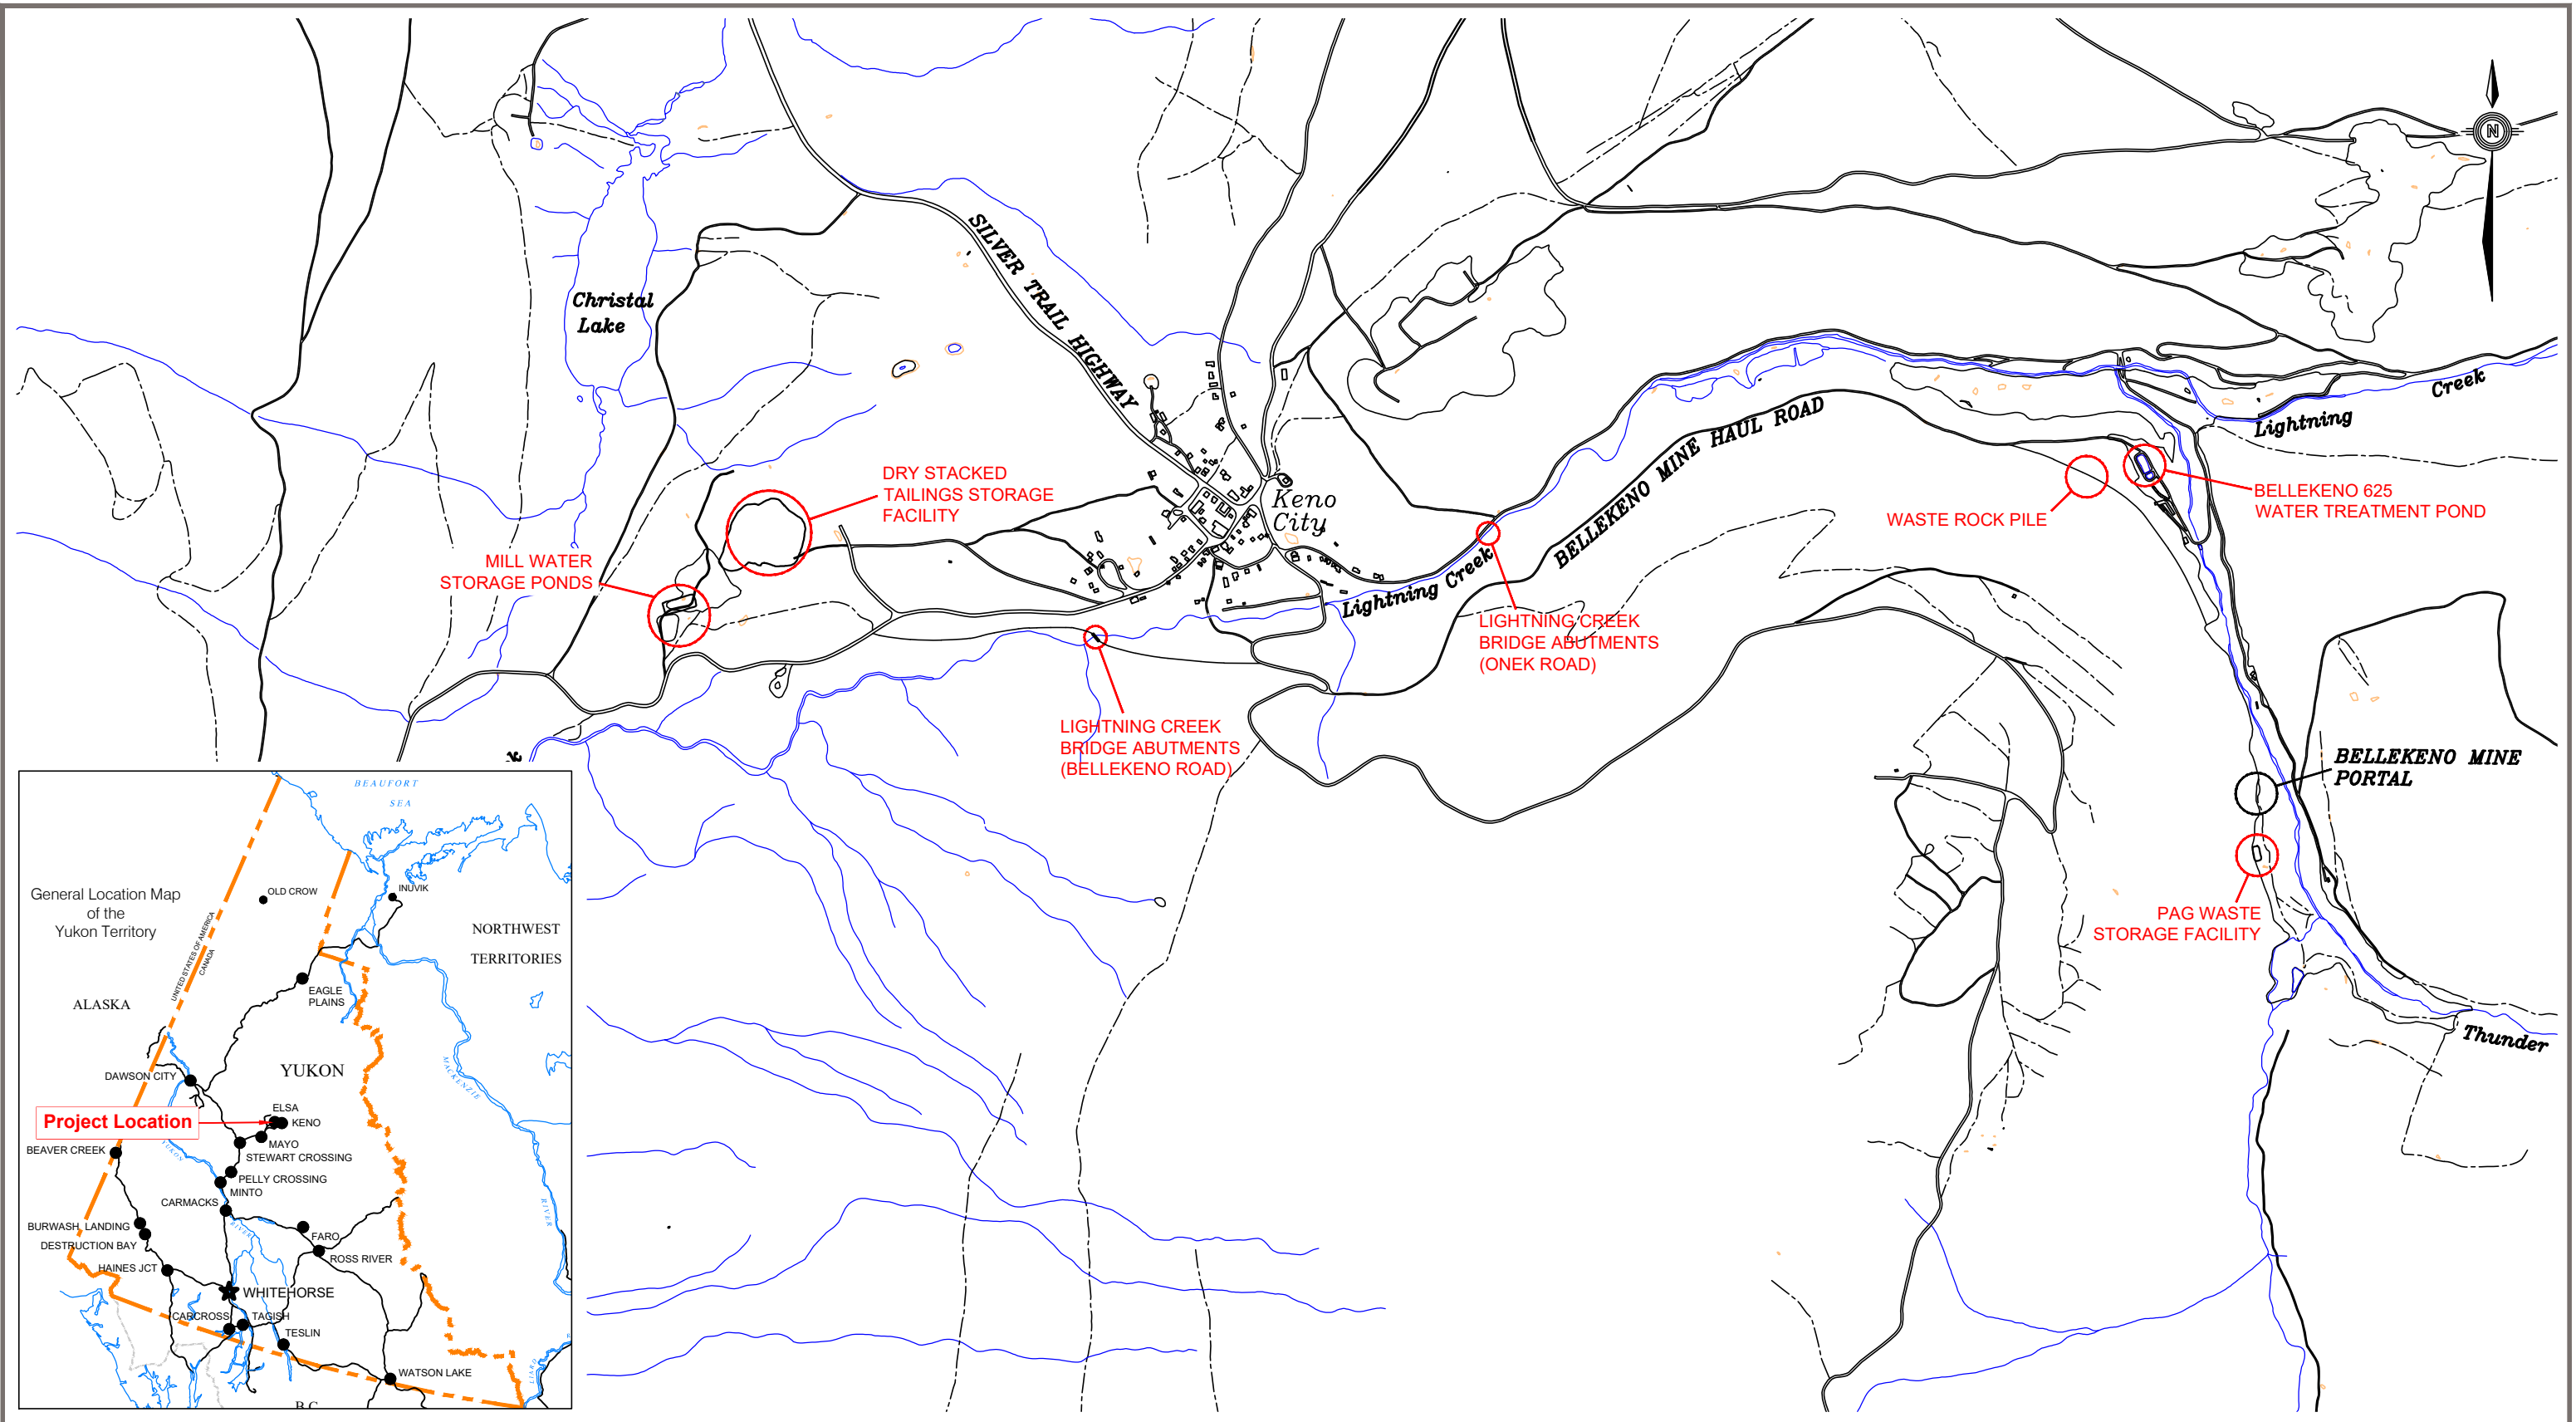 N
SILVER TRAIL HIGHWAY
Christal
Lake
Creek
Lightning
BELLEKENO MINE HAUL ROAD
DRY STACKED
TAILINGS STORAGE
FACILITY
Keno
City
BELLEKENO 625
WATER TREATMENT POND
WASTE ROCK PILE
MILL WATER
STORAGE PONDS
Lightning Creek
LIGHTNING CREEK
BRIDGE ABUTMENTS
(ONEK ROAD)
LIGHTNING CREEK
BRIDGE ABUTMENTS
(BELLEKENO ROAD)
BELLEKENO MINE
PORTAL
PAG WASTE
STORAGE FACILITY
Thunder
BEAUFORT
SEA
General Location Map
of the
Yukon Territory
OLD CROW
INUVIK
NORTHWEST
TERRITORIES
UNITED STATES OF AMERICA
CANADA
EAGLE
PLAINS
ALASKA
MACKENZIE
RIVER
YUKON
DAWSON CITY
ELSA
KENO
Project Location
MAYO
BEAVER CREEK
YUKON
STEWART CROSSING
PELLY CROSSING
MINTO
CARMACKS
RIVER
BURWASH LANDING
FARO
DESTRUCTION BAY
ROSS RIVER
HAINES JCT
WHITEHORSE
CARCROSS
TAGISH
TESLIN
WATSON LAKE
LIARD
B.C.